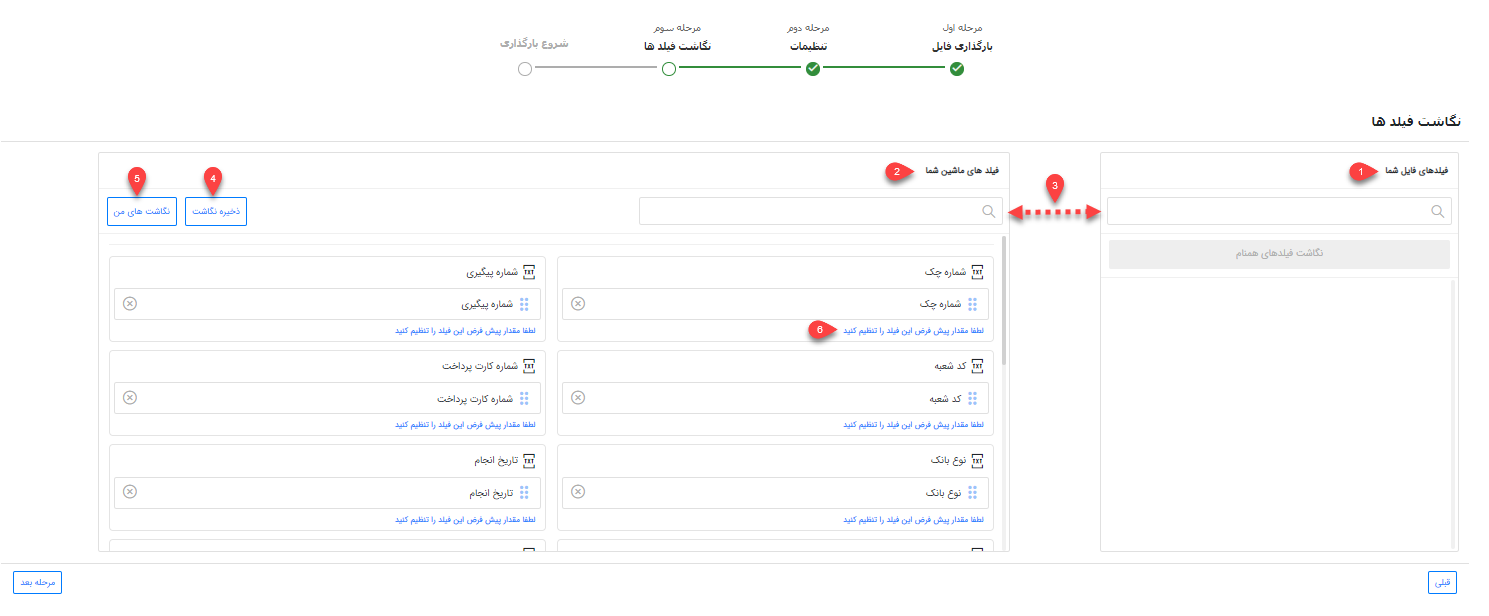 مرحله اول
بارگذاری فایل
مرحله دوم
تنظیمات
مرحله سوم
نگاشت فیلد ها
شروع بارگذاری
نگاشت فیلد ها
فیلدهای فایل شما
1
نگاشت فیلدهای همنام
3
فیلد های ماشین شما
2
4
ذخیره نگاشت
5
نگاشت های من
TXT شماره چک
شماره چک
لطفا مقدار پیش فرض این فیلد را تنظیم کنید
6
TXT شماره پیگیری
شماره پیگیری
لطفا مقدار پیش فرض این فیلد را تنظیم کنید
TXT کد شعبه
کد شعبه
لطفا مقدار پیش فرض این فیلد را تنظیم کنید
TXT شماره کارت پرداخت
شماره کارت پرداخت
لطفا مقدار پیش فرض این فیلد را تنظیم کنید
TXT نوع بانک
نوع بانک
لطفا مقدار پیش فرض این فیلد را تنظیم کنید
TXT تاریخ انجام
تاریخ انجام
لطفا مقدار پیش فرض این فیلد را تنظیم کنید
قبلی
مرحله بعد